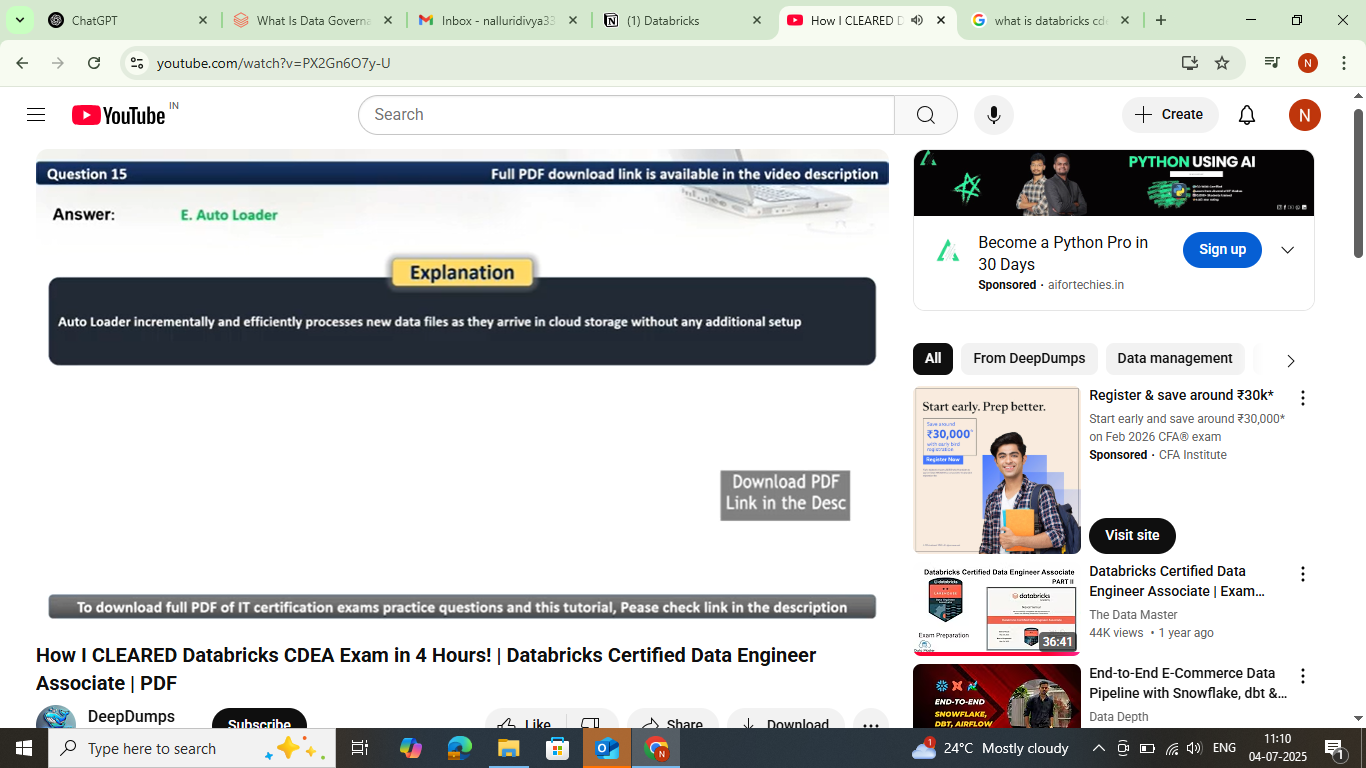 ChatGPT
What Is Data Governa
Inbox - nalluridivya33
(1) Databricks
How I CLEARED D
what is databricks cde
youtube.com/watch?v=PX2Gn6O7y-U
N
YouTube IN
Search
Create
N
Question 15
Full PDF download link is available in the video description
Answer: E. Auto Loader
Explanation
Auto Loader incrementally and efficiently processes new data files as they arrive in cloud storage without any additional setup
Download PDF
Link in the Desc
To download full PDF of IT certification exams practice questions and this tutorial, Pease check link in the description
How I CLEARED Databricks CDEA Exam in 4 Hours! | Databricks Certified Data Engineer
Associate | PDF
DeepDumps
Subscribe
Like
Share
Download
PYTHON USING AI
Become a Python Pro in
30 Days
Sponsored · aifortechies.in
Sign up
All
From DeepDumps
Data management
Start early. Prep better.
Save around
₹30,000*
with early bird
registration
Register Now
Register & save around ₹30k*
Start early and save around ₹30,000*
on Feb 2026 CFA® exam
Sponsored · CFA Institute
Visit site
Databricks Certified Data Engineer Associate
PART II
databricks
Exam Preparation
36:41
Databricks Certified Data
Engineer Associate | Exam...
The Data Master
44K views • 1 year ago
END-TO-END
SNOWFLAKE,
DBT, AIRFLOW
End-to-End E-Commerce Data
Pipeline with Snowflake, dbt &...
Data Depth
Type here to search
N
1
24°C Mostly cloudy
ENG
11:10
04-07-2025
1